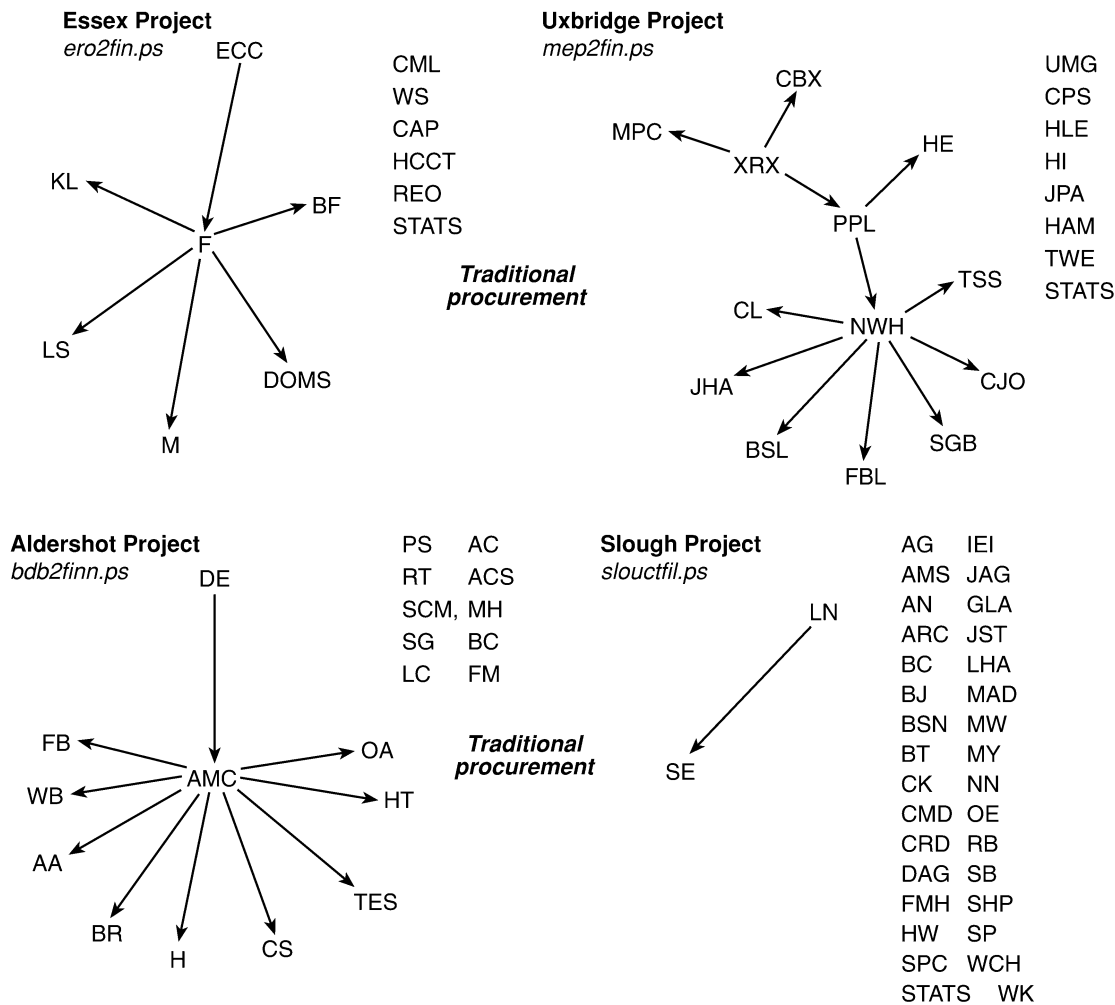 Essex Project
ero2fin.ps
ECC
KL
BF
F
LS
DOMS
M
CML
WS
CAP
HCCT
REO
STATS
Traditional
procurement
Uxbridge Project
mep2fin.ps
CBX
MPC
HE
XRX
PPL
TSS
CL
NWH
JHA
CJO
BSL
SGB
FBL
UMG
CPS
HLE
HI
JPA
HAM
TWE
STATS
Aldershot Project
bdb2finn.ps
DE
FB
OA
AMC
WB
HT
AA
TES
BR
CS
H
PS AC
RT ACS
SCM, MH
SG BC
LC FM
Traditional
procurement
Slough Project
slouctfil.ps
LN
SE
AG IEI
AMS JAG
AN GLA
ARC JST
BC LHA
BJ MAD
BSN MW
BT MY
CK NN
CMD OE
CRD RB
DAG SB
FMH SHP
HW SP
SPC WCH
STATS WK